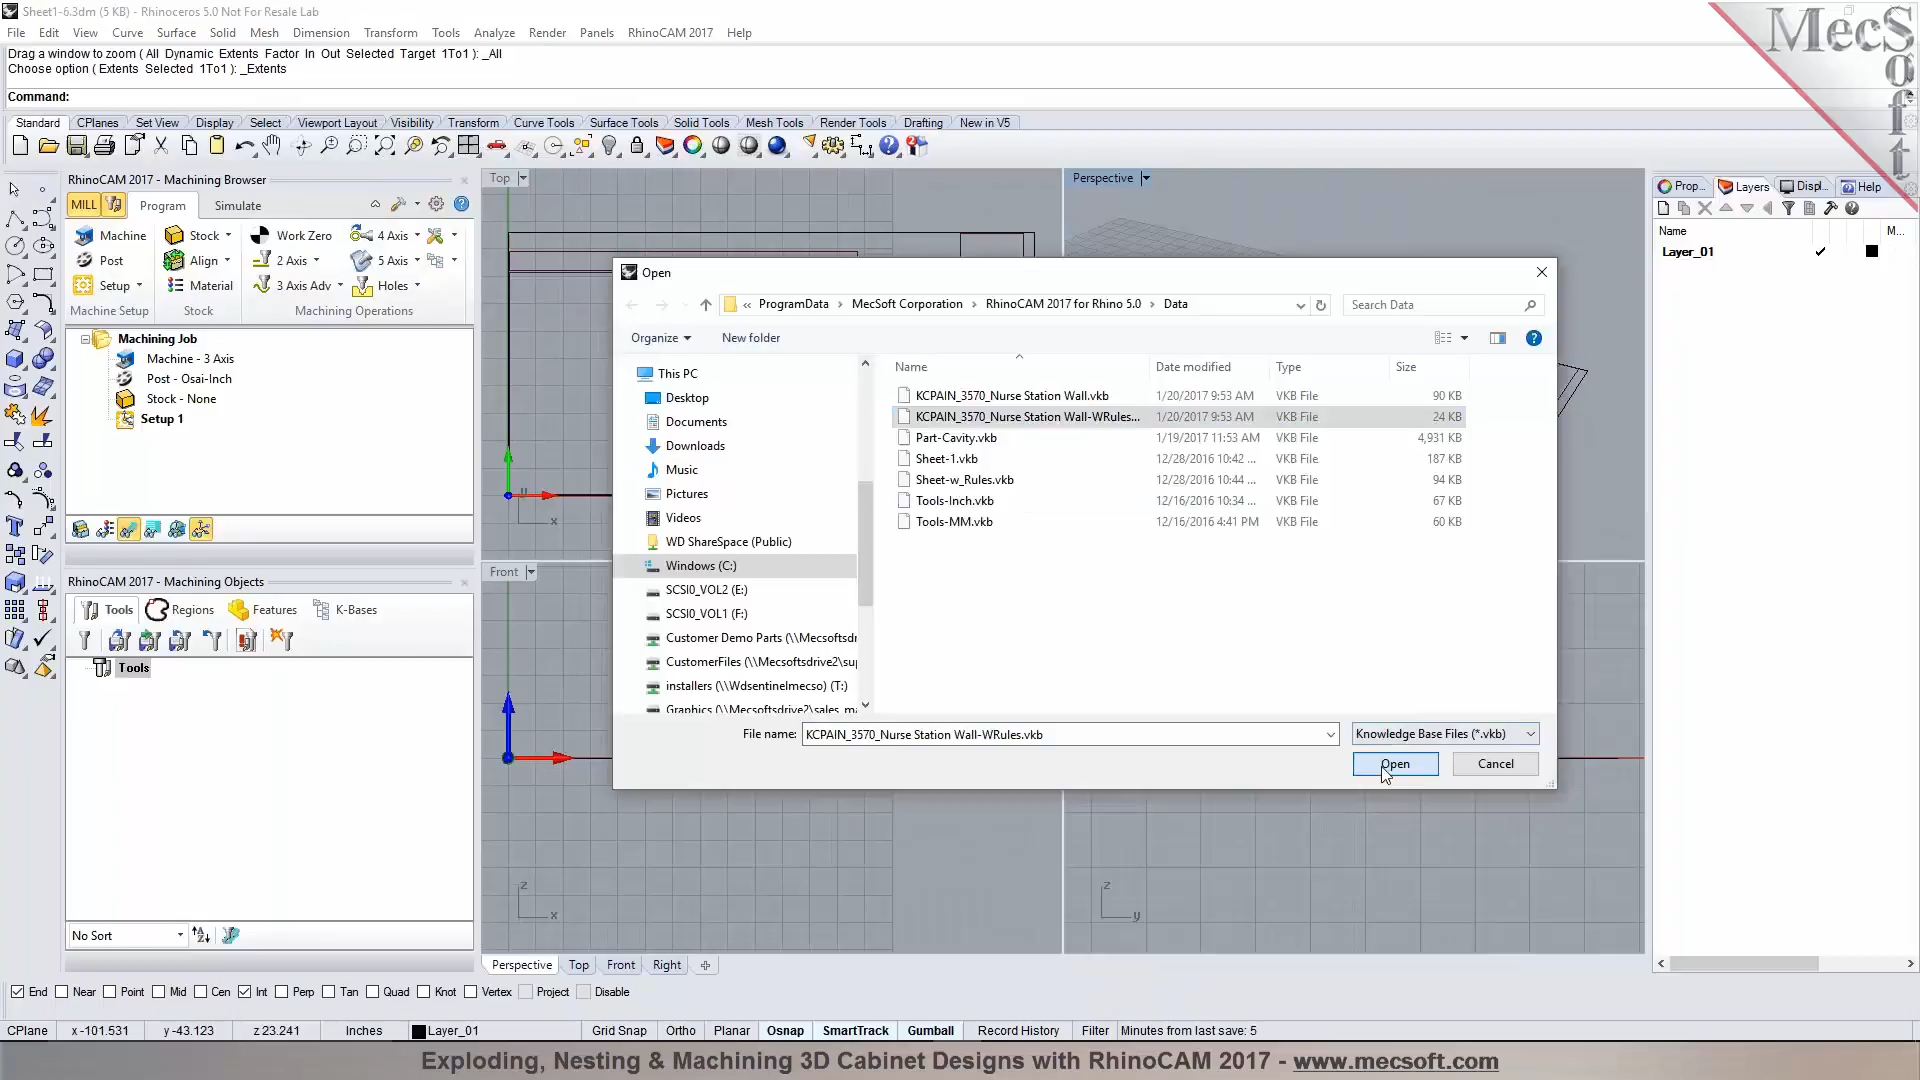 Sheet1-6.3dm (5 KB) - Rhinoceros 5.0 Not For Resale Lab
File Edit View Curve Surface Solid Mesh Dimension Transform Tools Analyze Render Panels RhinoCAM 2017 Help
Drag a window to zoom ( All Dynamic Extents Factor In Out Selected Target 1To1 ): _All
Choose option ( Extents Selected 1To1 ): _Extents
Command:
MecSoft
Standard CPlanes Set View Display Select Viewport Layout Visibility Transform Curve Tools Surface Tools Solid Tools Mesh Tools Render Tools Drafting New in V5
RhinoCAM 2017 - Machining Browser
MILL Program Simulate
Machine Stock Work Zero 4 Axis
Post Align 2 Axis 5 Axis
Setup Material 3 Axis Adv Holes
Machine Setup Stock Machining Operations
Machining Job
Machine - 3 Axis
Post - Osai-Inch
Stock - None
Setup 1
RhinoCAM 2017 - Machining Objects
Tools Regions Features K-Bases
Tools
No Sort
Top
Perspective
Front
y
x
z
x
z
y
Open
« ProgramData MecSoft Corporation RhinoCAM 2017 for Rhino 5.0 Data
Search Data
Organize New folder
This PC
Desktop
Documents
Downloads
Music
Pictures
Videos
WD ShareSpace (Public)
Windows (C:)
SCSI0_VOL2 (E:)
SCSI0_VOL1 (F:)
Customer Demo Parts (\\Mecsoftsdr
CustomerFiles (\\Mecsoftsdrive2\su
installers (\\Wdsentinelmecso) (T:)
Graphics (\\Mecsoftsdrive2\sales_m
Name Date modified Type Size
KCPAIN_3570_Nurse Station Wall.vkb 1/20/2017 9:53 AM VKB File 90 KB
KCPAIN_3570_Nurse Station Wall-WRules... 1/20/2017 9:53 AM VKB File 24 KB
Part-Cavity.vkb 1/19/2017 11:53 AM VKB File 4,931 KB
Sheet-1.vkb 12/28/2016 10:42 ... VKB File 187 KB
Sheet-w_Rules.vkb 12/28/2016 10:44 ... VKB File 94 KB
Tools-Inch.vkb 12/16/2016 10:34 ... VKB File 67 KB
Tools-MM.vkb 12/16/2016 4:41 PM VKB File 60 KB
File name: KCPAIN_3570_Nurse Station Wall-WRules.vkb Knowledge Base Files (*.vkb)
Open Cancel
Prop... Layers Displ... Help
Name M...
Layer_01
Perspective Top Front Right
End Near Point Mid Cen Int Perp Tan Quad Knot Vertex Project Disable
CPlane x -101.531 y -43.123 z 23.241 Inches Layer_01 Grid Snap Ortho Planar Osnap SmartTrack Gumball Record History Filter Minutes from last save: 5
Exploding, Nesting & Machining 3D Cabinet Designs with RhinoCAM 2017 - www.mecsoft.com